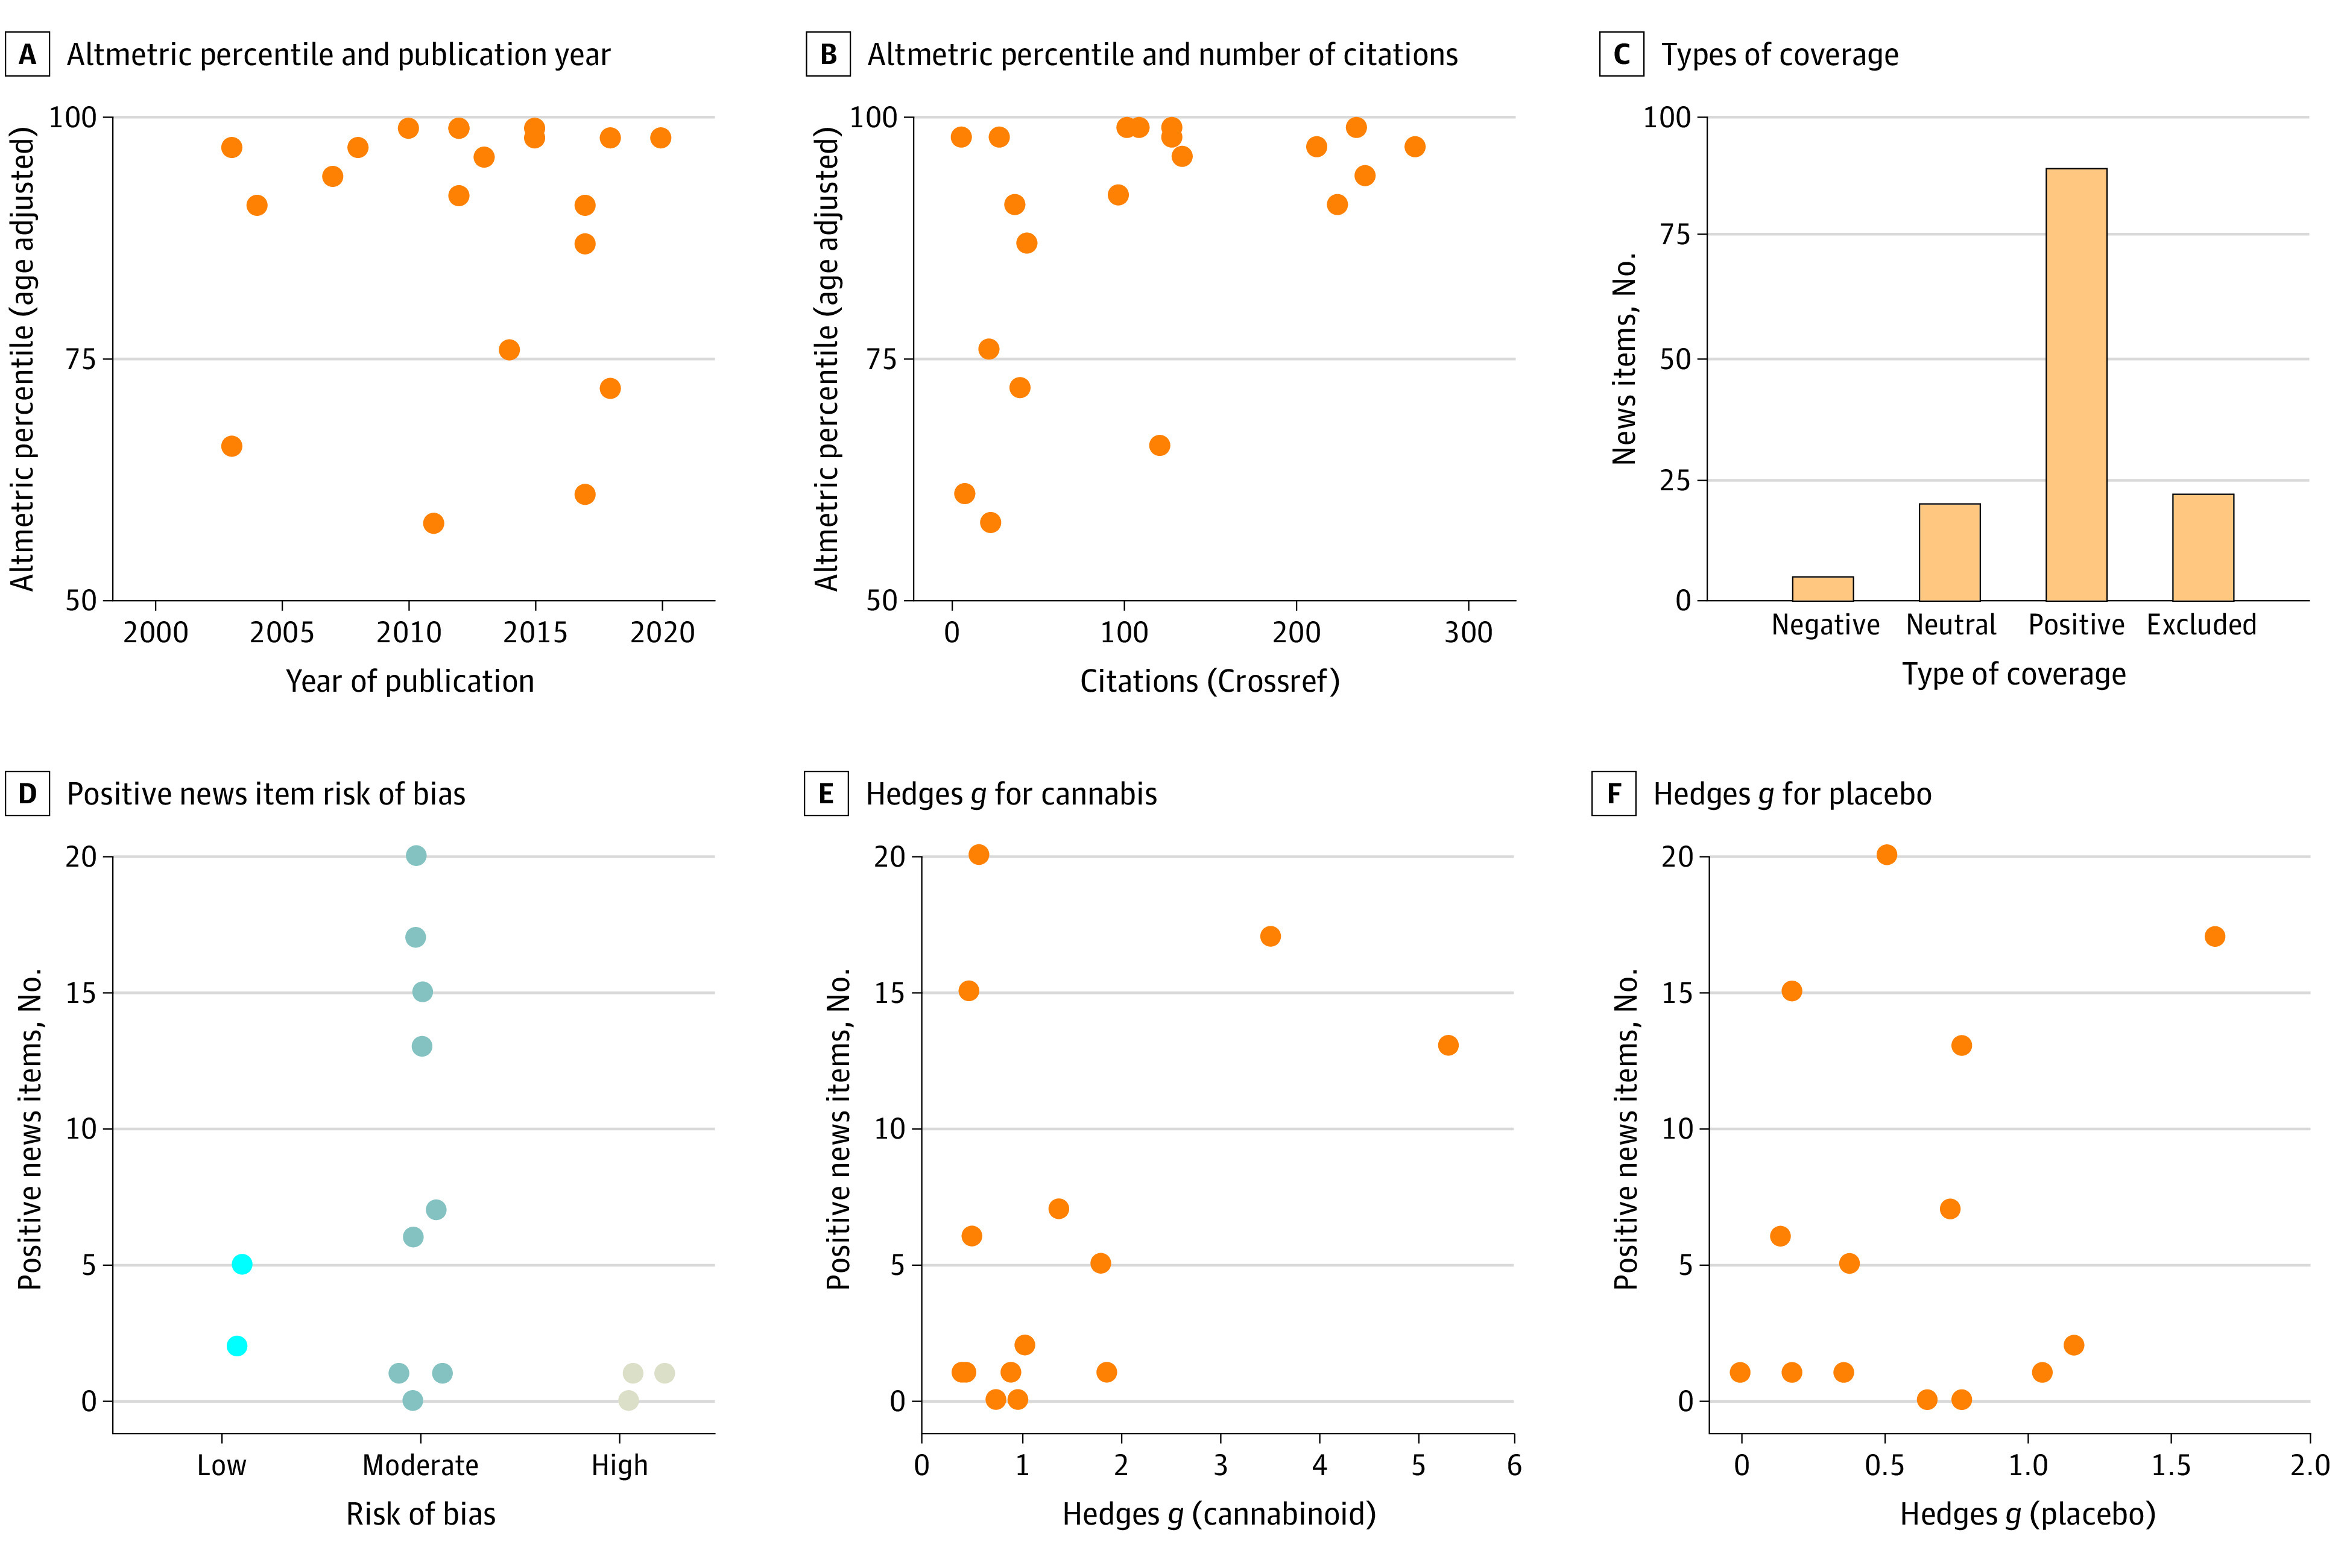 A Altmetric percentile and publication year
Altmetric percentile (age adjusted)
100
75
50
2000 2005 2010 2015 2020
Year of publication
B Altmetric percentile and number of citations
Altmetric percentile (age adjusted)
100
75
50
0 100 200 300
Citations (Crossref)
C Types of coverage
News items, No.
100
75
50
25
0
Negative Neutral Positive Excluded
Type of coverage
D Positive news item risk of bias
Positive news items, No.
20
15
10
5
0
Low Moderate High
Risk of bias
E Hedges g for cannabis
Positive news items, No.
20
15
10
5
0
0 1 2 3 4 5 6
Hedges g (cannabinoid)
F Hedges g for placebo
Positive news items, No.
20
15
10
5
0
0 0.5 1.0 1.5 2.0
Hedges g (placebo)